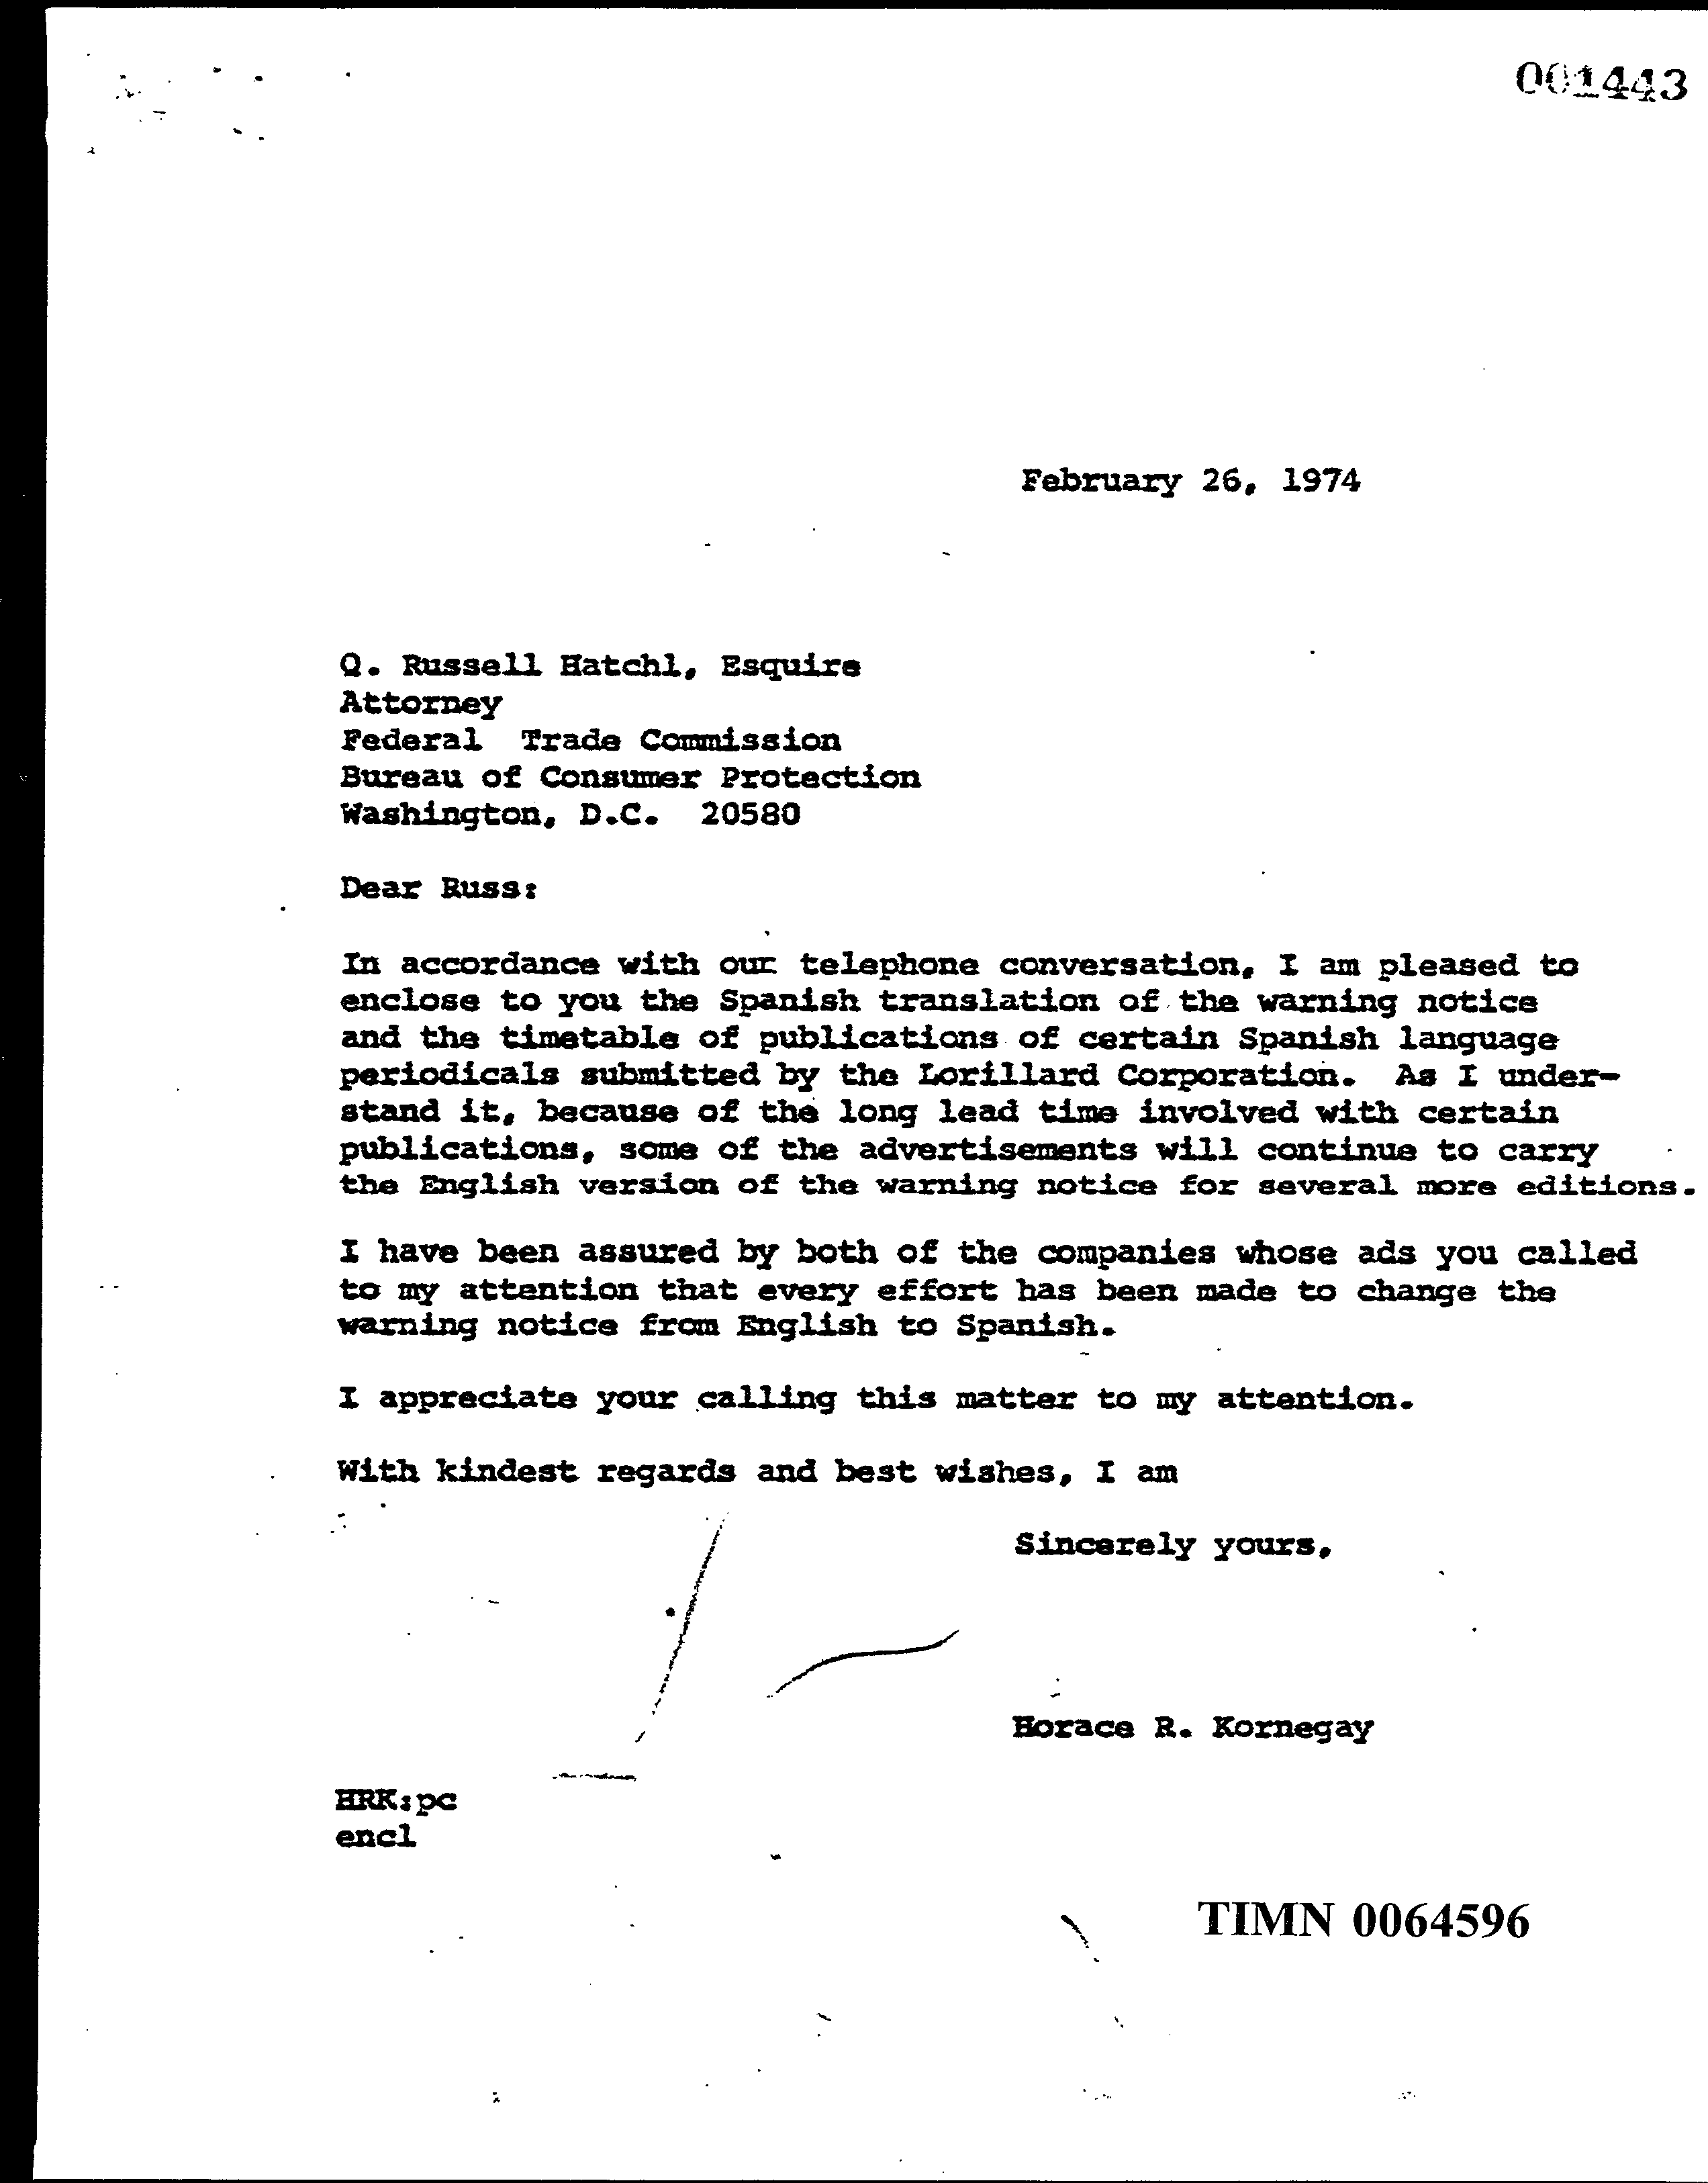 001443
February 26, 1974
Q. Russell Hatchl, Esquire
Attorney
Federal Trade Commission
Bureau of Consumer Protection
Washington, D.C. 20580
Dear Russ:
In accordance with our telephone conversation, I am pleased to
enclose to you the Spanish translation of the warning notice
and the timetable of publications of certain Spanish language
periodicals submitted by the Lorillard Corporation. As I under-
stand it, because of the long lead time involved with certain
publications, some of the advertisements will continue to carry
the English version of the warning notice for several more editions.
I have been assured by both of the companies whose ads you called
to my attention that every effort has been made to change the
warning notice from English to Spanish.
I appreciate your calling this matter to my attention.
With kindest regards and best wishes, I am
Sincerely yours,
Horace R. Kornegay
HRK:pc
encl
TIMN 0064596